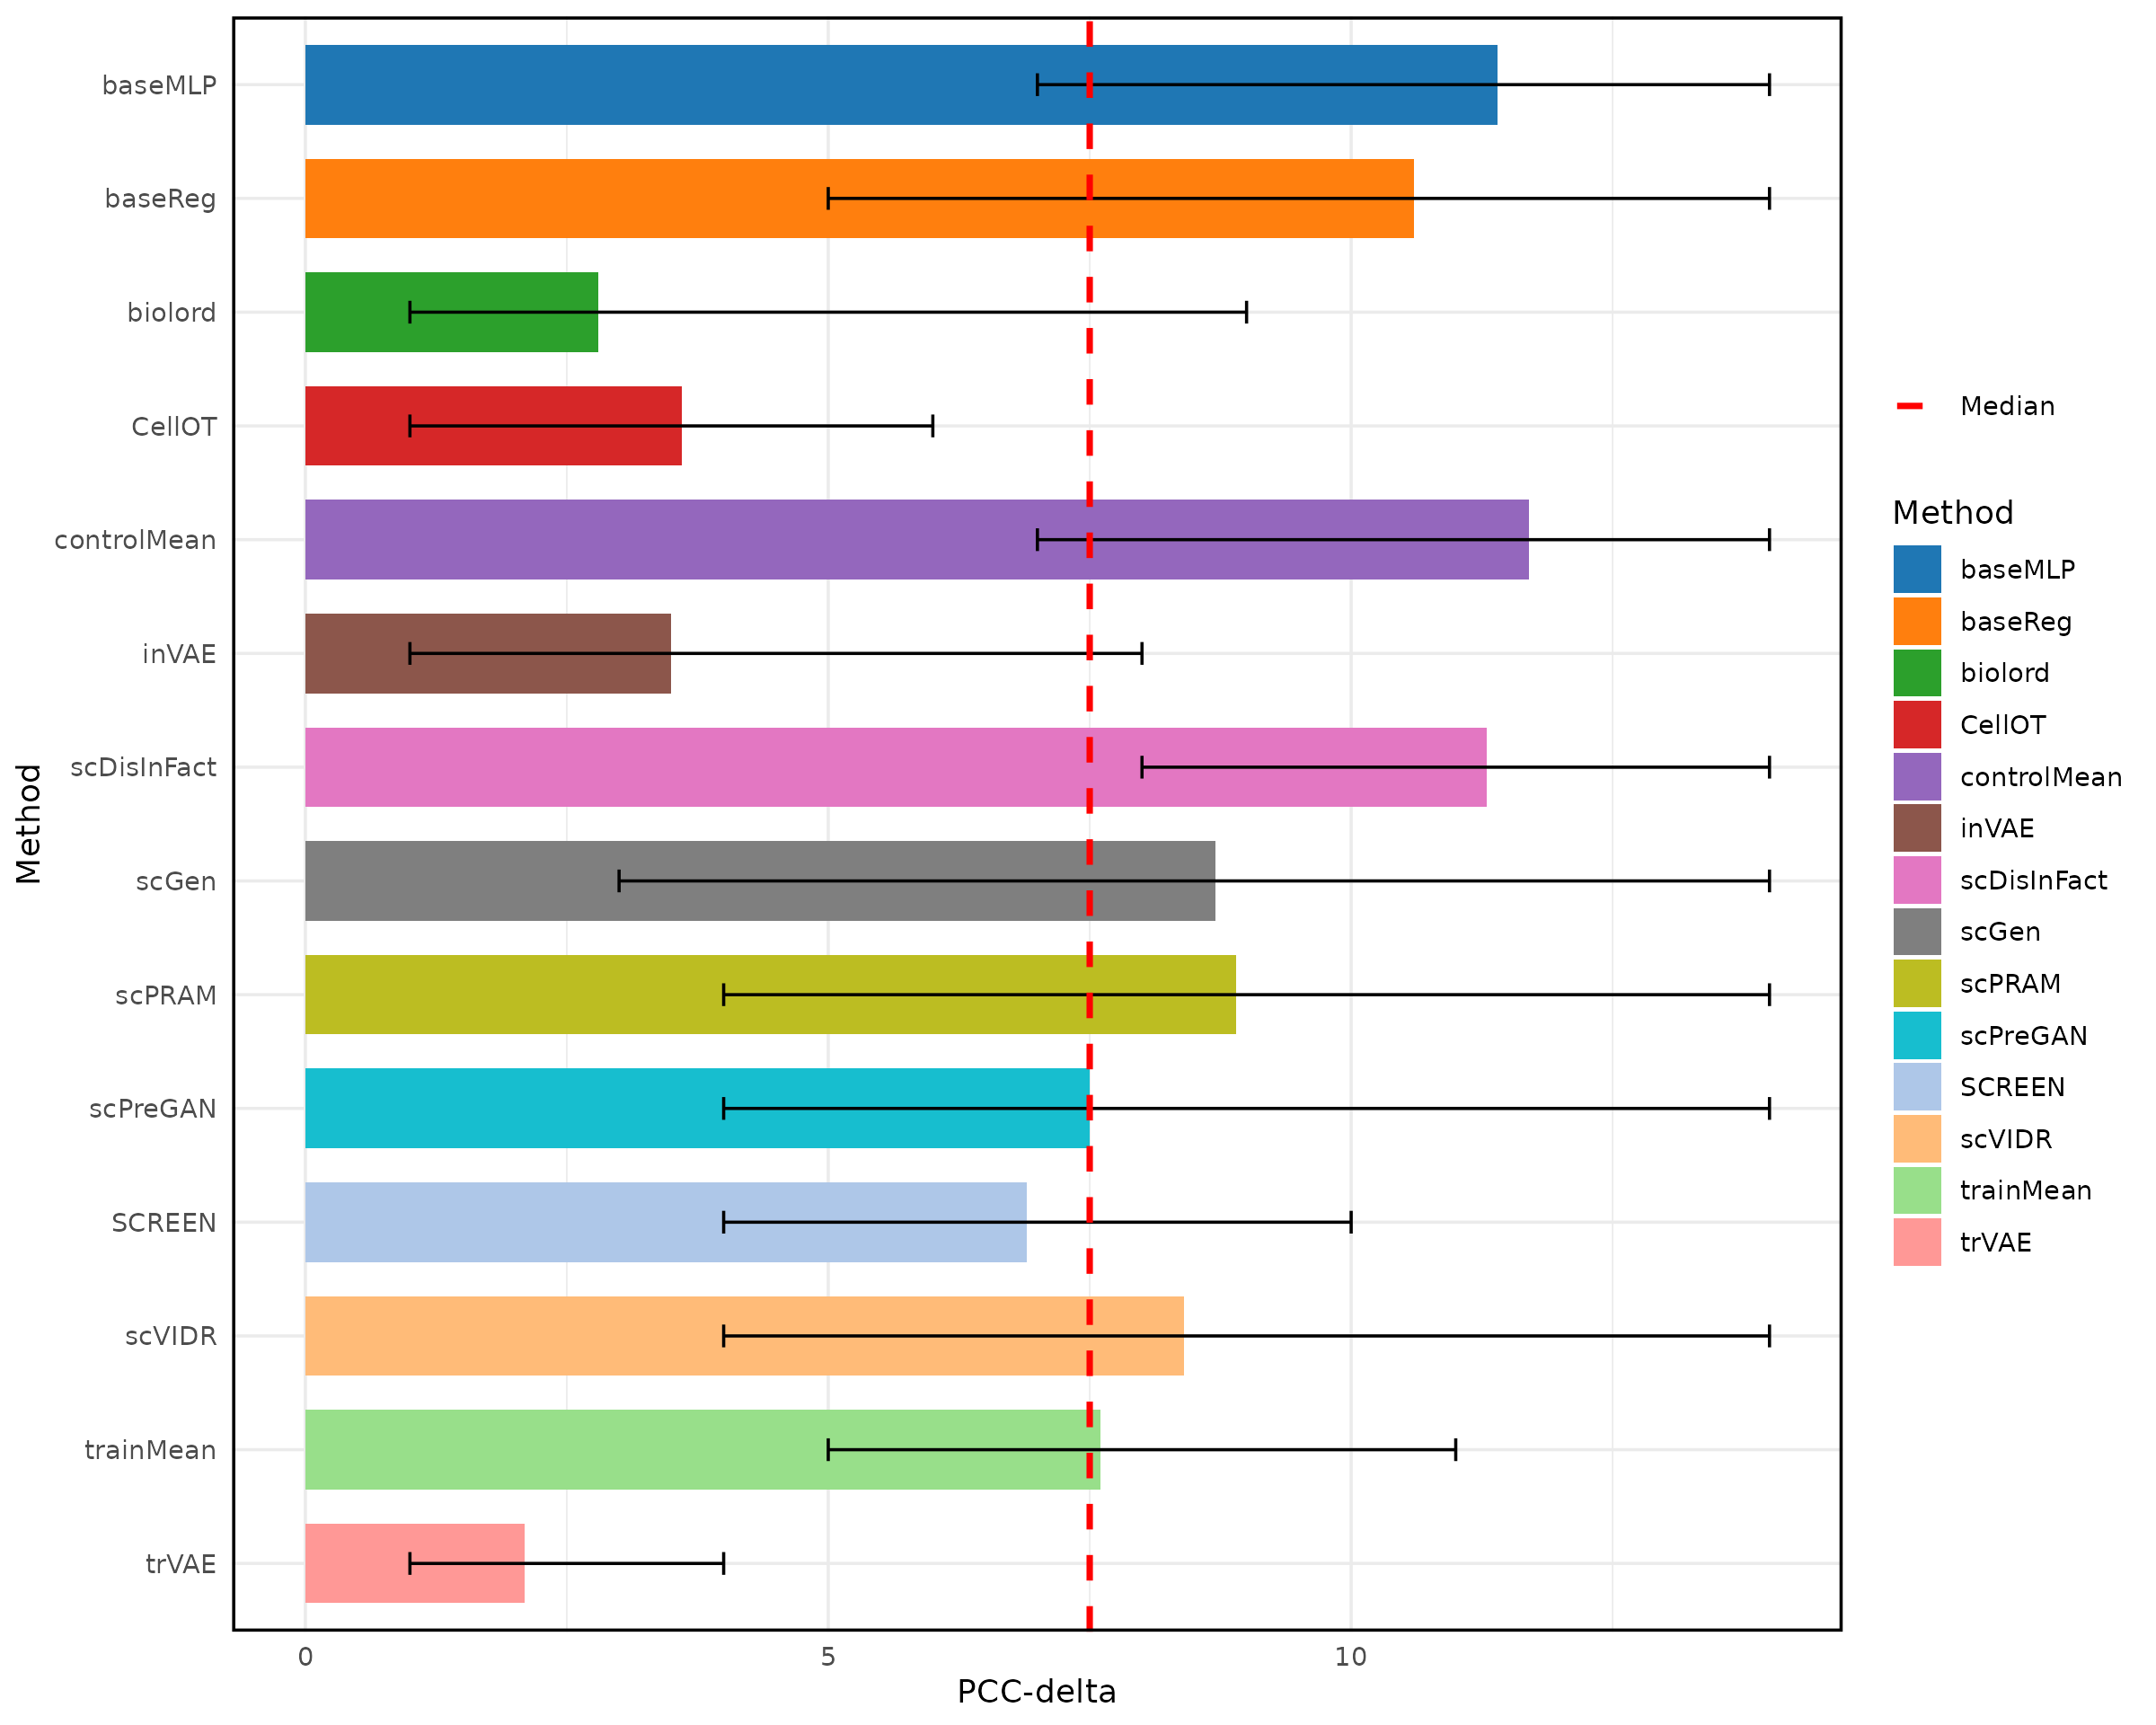 baseMLP
baseReg
biolord
CellOT
controlMean
inVAE
scDisInFact
scGen
scPRAM
scPreGAN
SCREEN
scVIDR
trainMean
trVAE
Method
0 5 10
PCC-delta
Median
Method
baseMLP
baseReg
biolord
CellOT
controlMean
inVAE
scDisInFact
scGen
scPRAM
scPreGAN
SCREEN
scVIDR
trainMean
trVAE